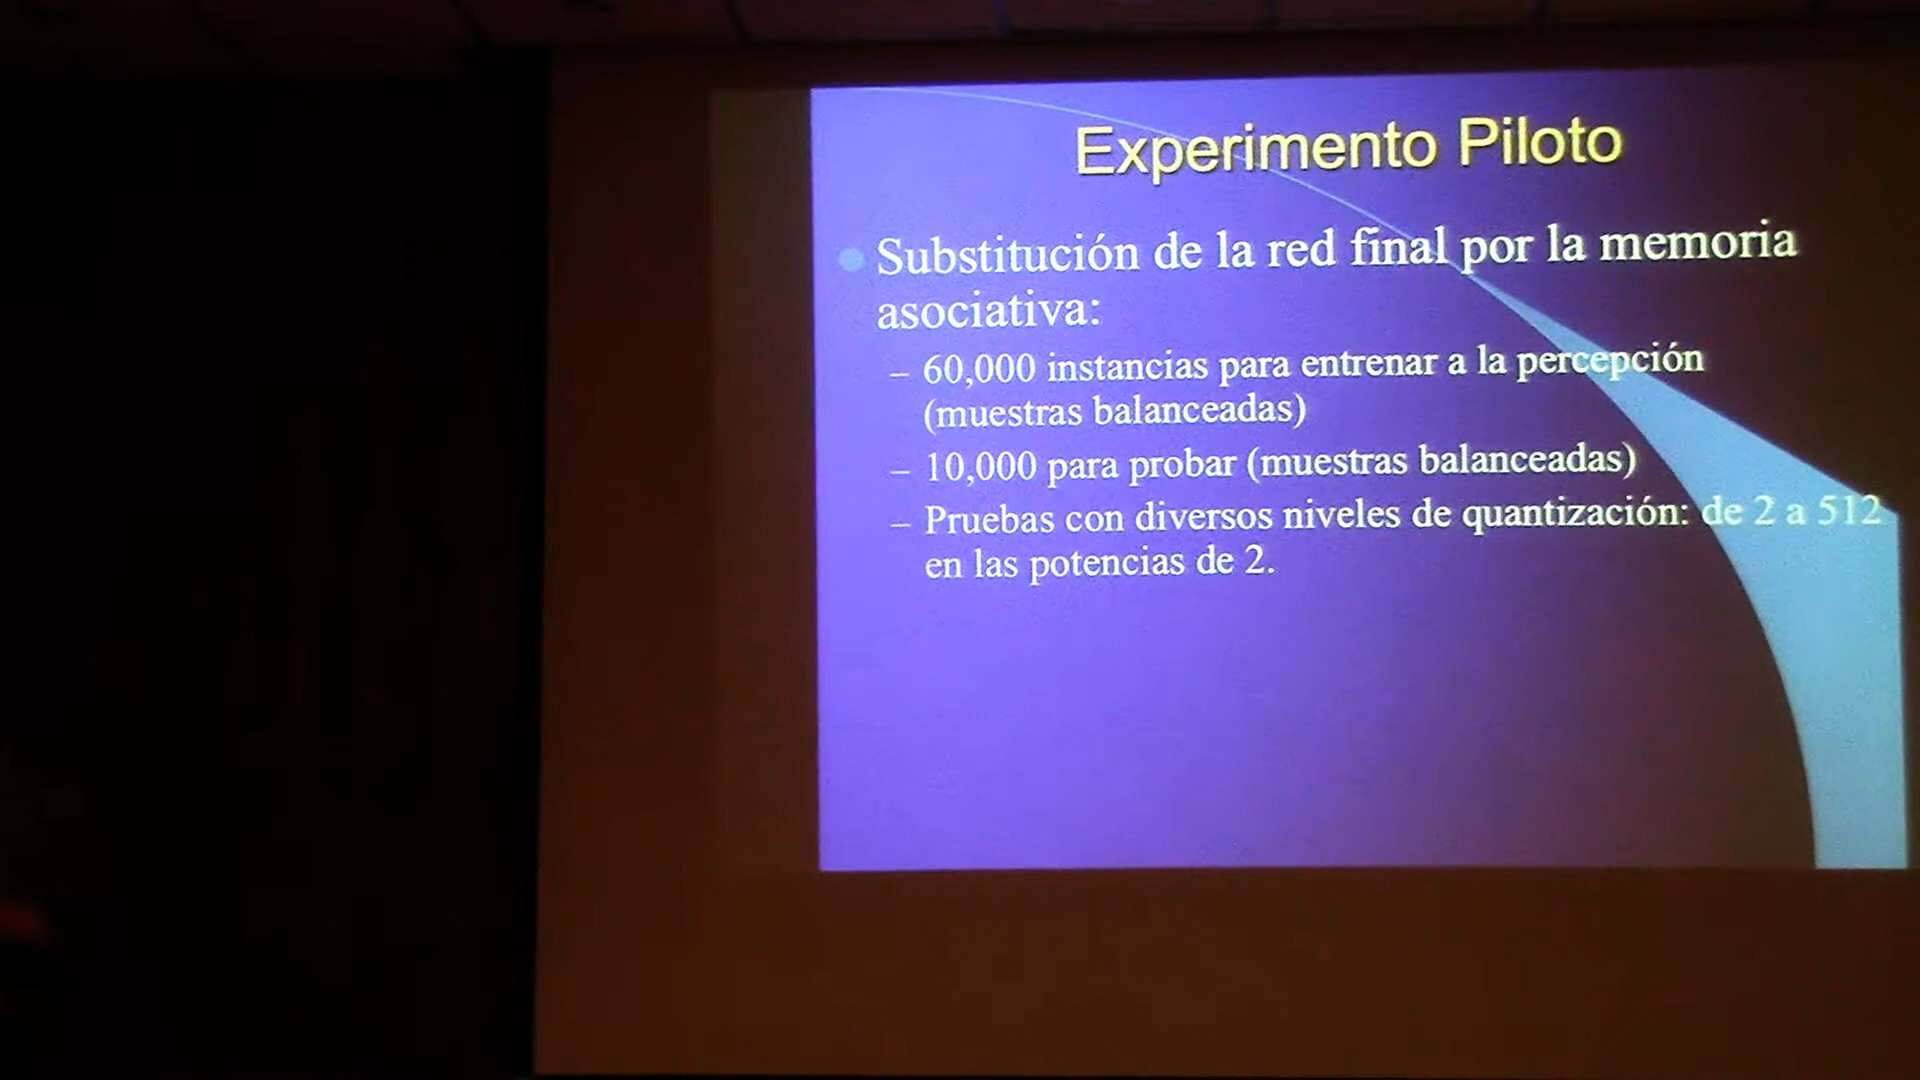 Experimento Piloto
Substitución de la red final por la memoria
asociativa:
– 60,000 instancias para entrenar a la percepción
(muestras balanceadas)
– 10,000 para probar (muestras balanceadas)
– Pruebas con diversos niveles de quantización: de 2 a 512
en las potencias de 2.